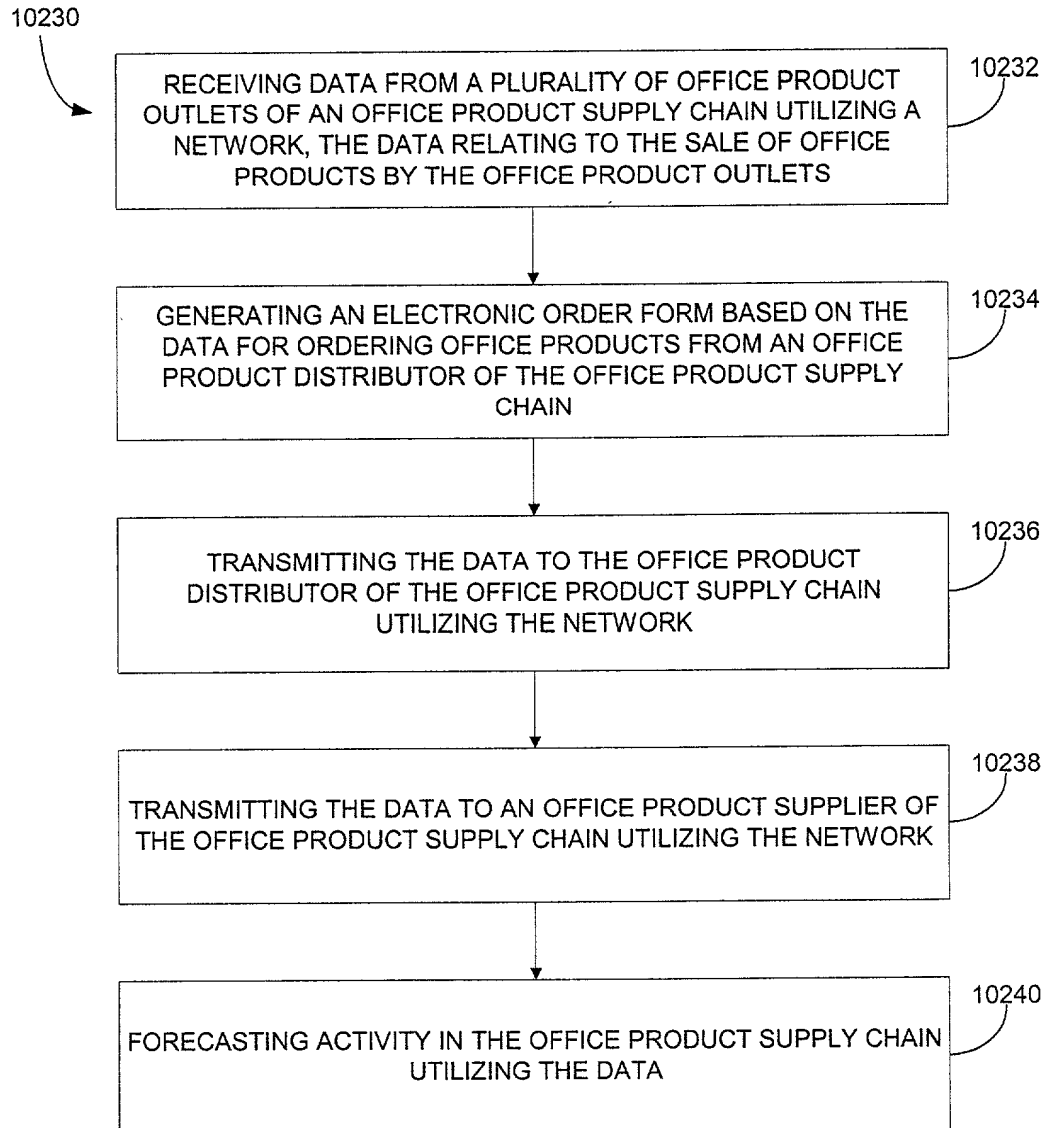 10230
RECEIVING DATA FROM A PLURALITY OF OFFICE PRODUCT
OUTLETS OF AN OFFICE PRODUCT SUPPLY CHAIN UTILIZING A
NETWORK, THE DATA RELATING TO THE SALE OF OFFICE
PRODUCTS BY THE OFFICE PRODUCT OUTLETS
10232
GENERATING AN ELECTRONIC ORDER FORM BASED ON THE
DATA FOR ORDERING OFFICE PRODUCTS FROM AN OFFICE
PRODUCT DISTRIBUTOR OF THE OFFICE PRODUCT SUPPLY
CHAIN
10234
TRANSMITTING THE DATA TO THE OFFICE PRODUCT
DISTRIBUTOR OF THE OFFICE PRODUCT SUPPLY CHAIN
UTILIZING THE NETWORK
10236
TRANSMITTING THE DATA TO AN OFFICE PRODUCT SUPPLIER OF
THE OFFICE PRODUCT SUPPLY CHAIN UTILIZING THE NETWORK
10238
FORECASTING ACTIVITY IN THE OFFICE PRODUCT SUPPLY CHAIN
UTILIZING THE DATA
10240